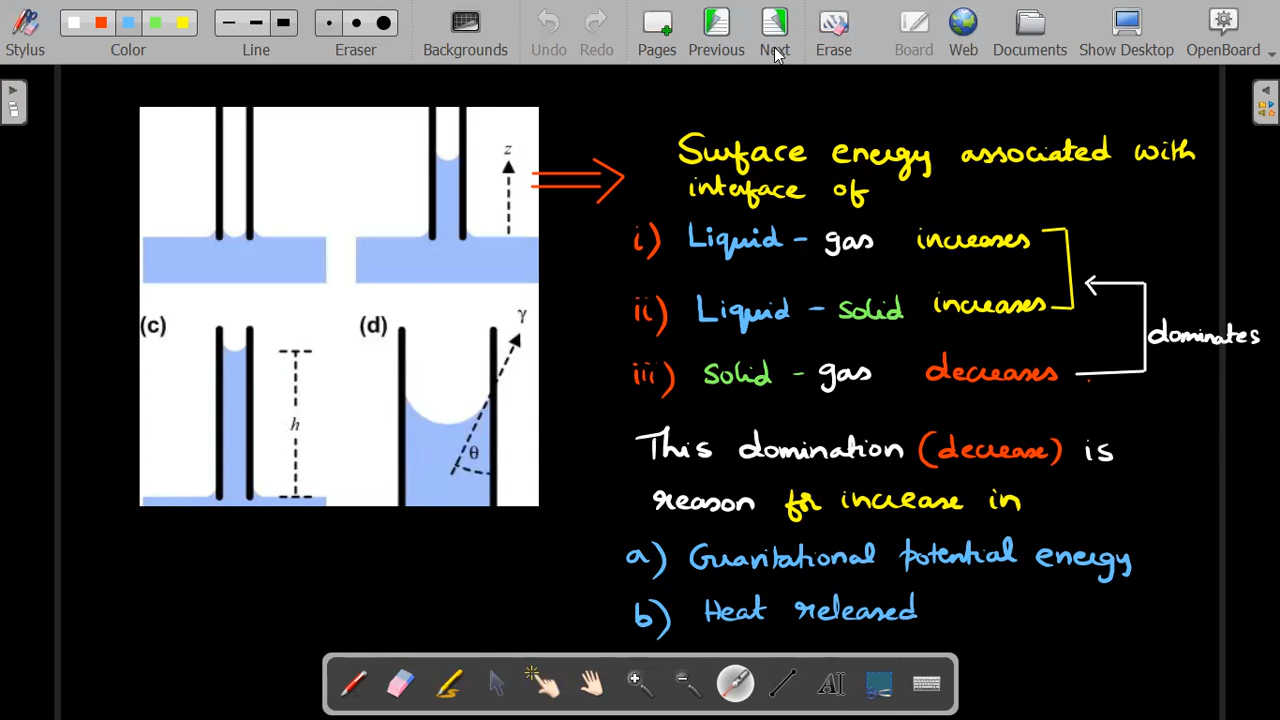 Stylus
Color
Line
Eraser
Backgrounds
Undo
Redo
Pages
Previous
Next
Erase
Board
Web
Documents
Show Desktop
OpenBoard
z
(c)
h
(d)
γ
θ
Surface energy associated with
interface of
i) Liquid - gas increases
ii) Liquid - solid increases
dominates
iii) Solid - gas decreases
This domination (decrease) is
reason for increase in
a) Gravitational potential energy
b) Heat released
AI